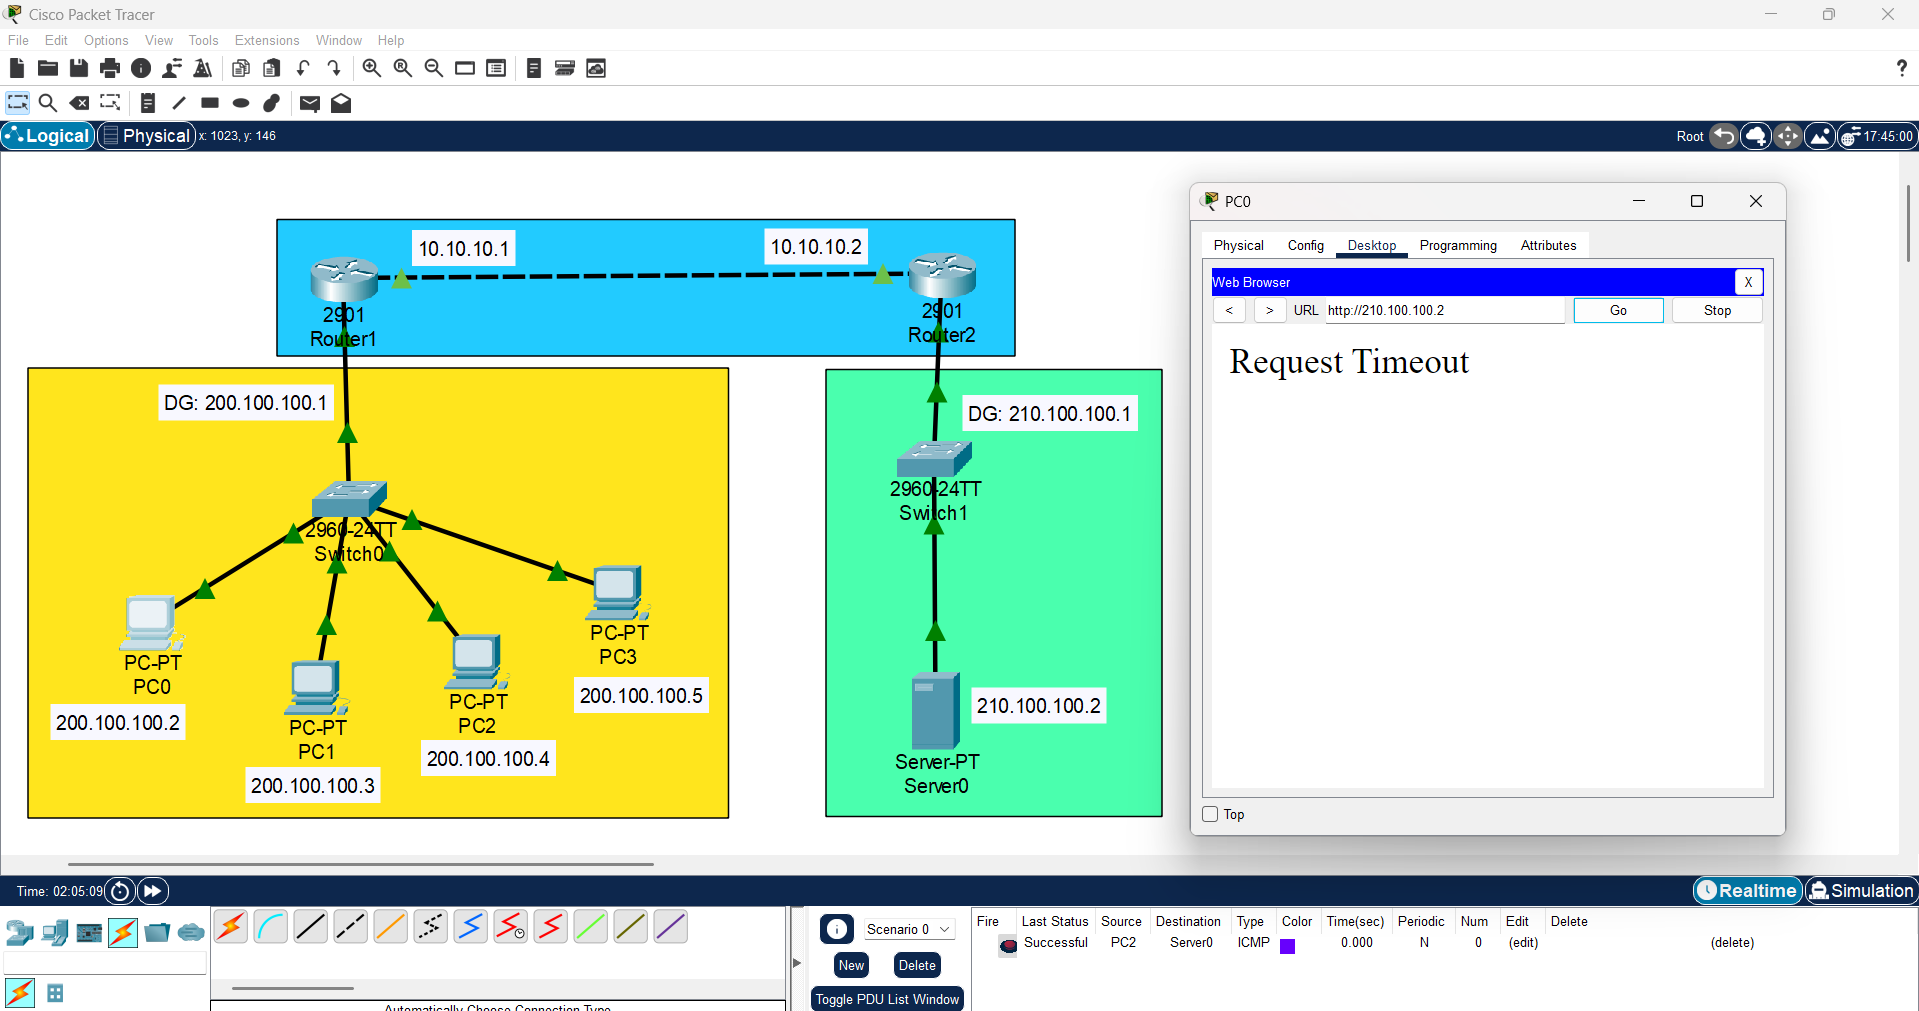 Cisco Packet Tracer
File Edit Options View Tools Extensions Window Help
?
Logical Physical x: 1023, y: 146 Root 17:45:00
10.10.10.1
10.10.10.2
2901
Router1
2901
Router2
DG: 200.100.100.1
DG: 210.100.100.1
2960-24TT
Switch0
2960-24TT
Switch1
PC-PT
PC0
200.100.100.2
PC-PT
PC1
200.100.100.3
PC-PT
PC2
200.100.100.4
PC-PT
PC3
200.100.100.5
210.100.100.2
Server-PT
Server0
PC0
Physical Config Desktop Programming Attributes
Web Browser X
< > URL http://210.100.100.2 Go Stop
Request Timeout
Top
Time: 02:05:09 Realtime Simulation
Scenario 0
New Delete
Toggle PDU List Window
Fire Last Status Source Destination Type Color Time(sec) Periodic Num Edit Delete
Successful PC2 Server0 ICMP 0.000 N 0 (edit) (delete)
Automatically Choose Connection Type